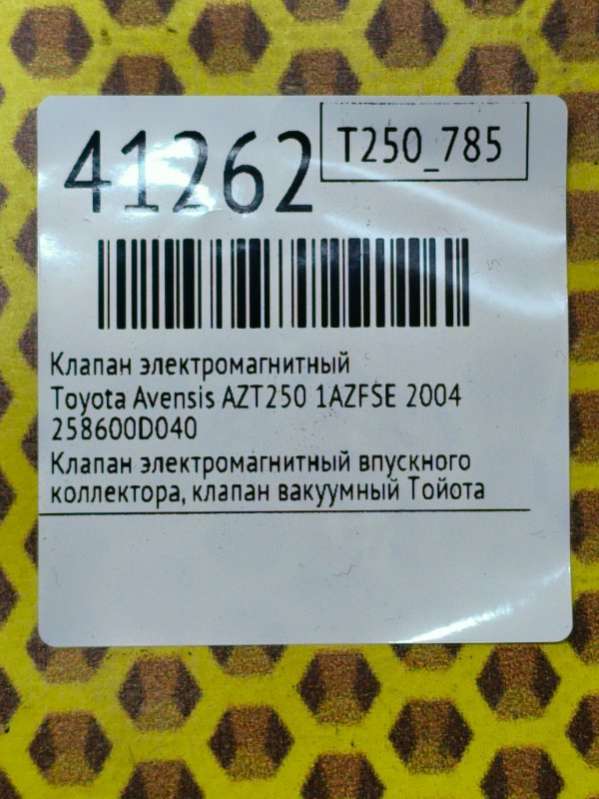 41262
T250_785
Клапан электромагнитный
Toyota Avensis AZT250 1AZFSE 2004
258600D040
Клапан электромагнитный впускного
коллектора, клапан вакуумный Тойота